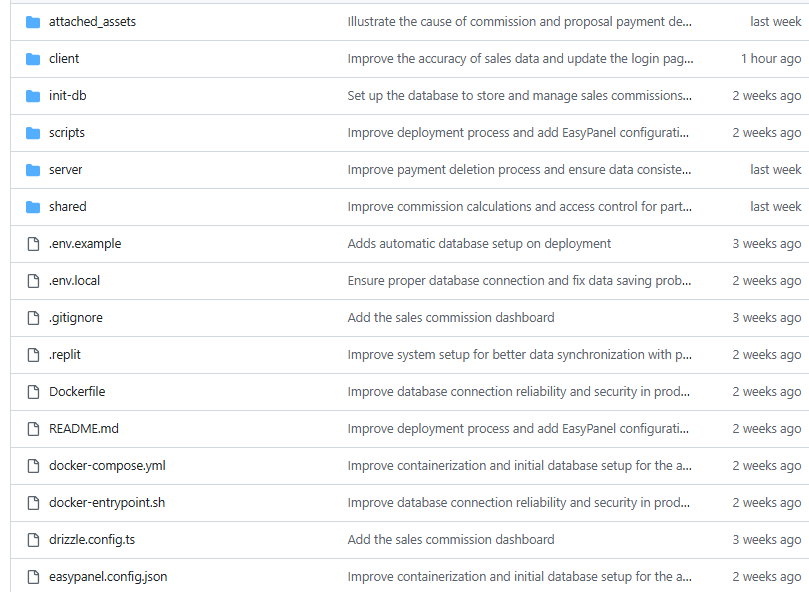 attached_assets Illustrate the cause of commission and proposal payment de... last week
client Improve the accuracy of sales data and update the login pag... 1 hour ago
init-db Set up the database to store and manage sales commissions... 2 weeks ago
scripts Improve deployment process and add EasyPanel configurati... 2 weeks ago
server Improve payment deletion process and ensure data consiste... last week
shared Improve commission calculations and access control for part... last week
.env.example Adds automatic database setup on deployment 3 weeks ago
.env.local Ensure proper database connection and fix data saving prob... 2 weeks ago
.gitignore Add the sales commission dashboard 3 weeks ago
.replit Improve system setup for better data synchronization with p... 2 weeks ago
Dockerfile Improve database connection reliability and security in prod... 2 weeks ago
README.md Improve deployment process and add EasyPanel configurati... 2 weeks ago
docker-compose.yml Improve containerization and initial database setup for the a... 2 weeks ago
docker-entrypoint.sh Improve database connection reliability and security in prod... 2 weeks ago
drizzle.config.ts Add the sales commission dashboard 3 weeks ago
easypanel.config.json Improve containerization and initial database setup for the a... 2 weeks ago